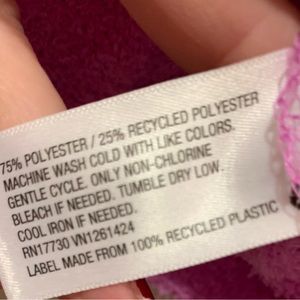 75% POLYESTER / 25% RECYCLED POLYESTER
MACHINE WASH COLD WITH LIKE COLORS.
GENTLE CYCLE. ONLY NON-CHLORINE
BLEACH IF NEEDED. TUMBLE DRY LOW.
COOL IRON IF NEEDED.
RN17730 VN1261424
LABEL MADE FROM 100% RECYCLED PLASTIC